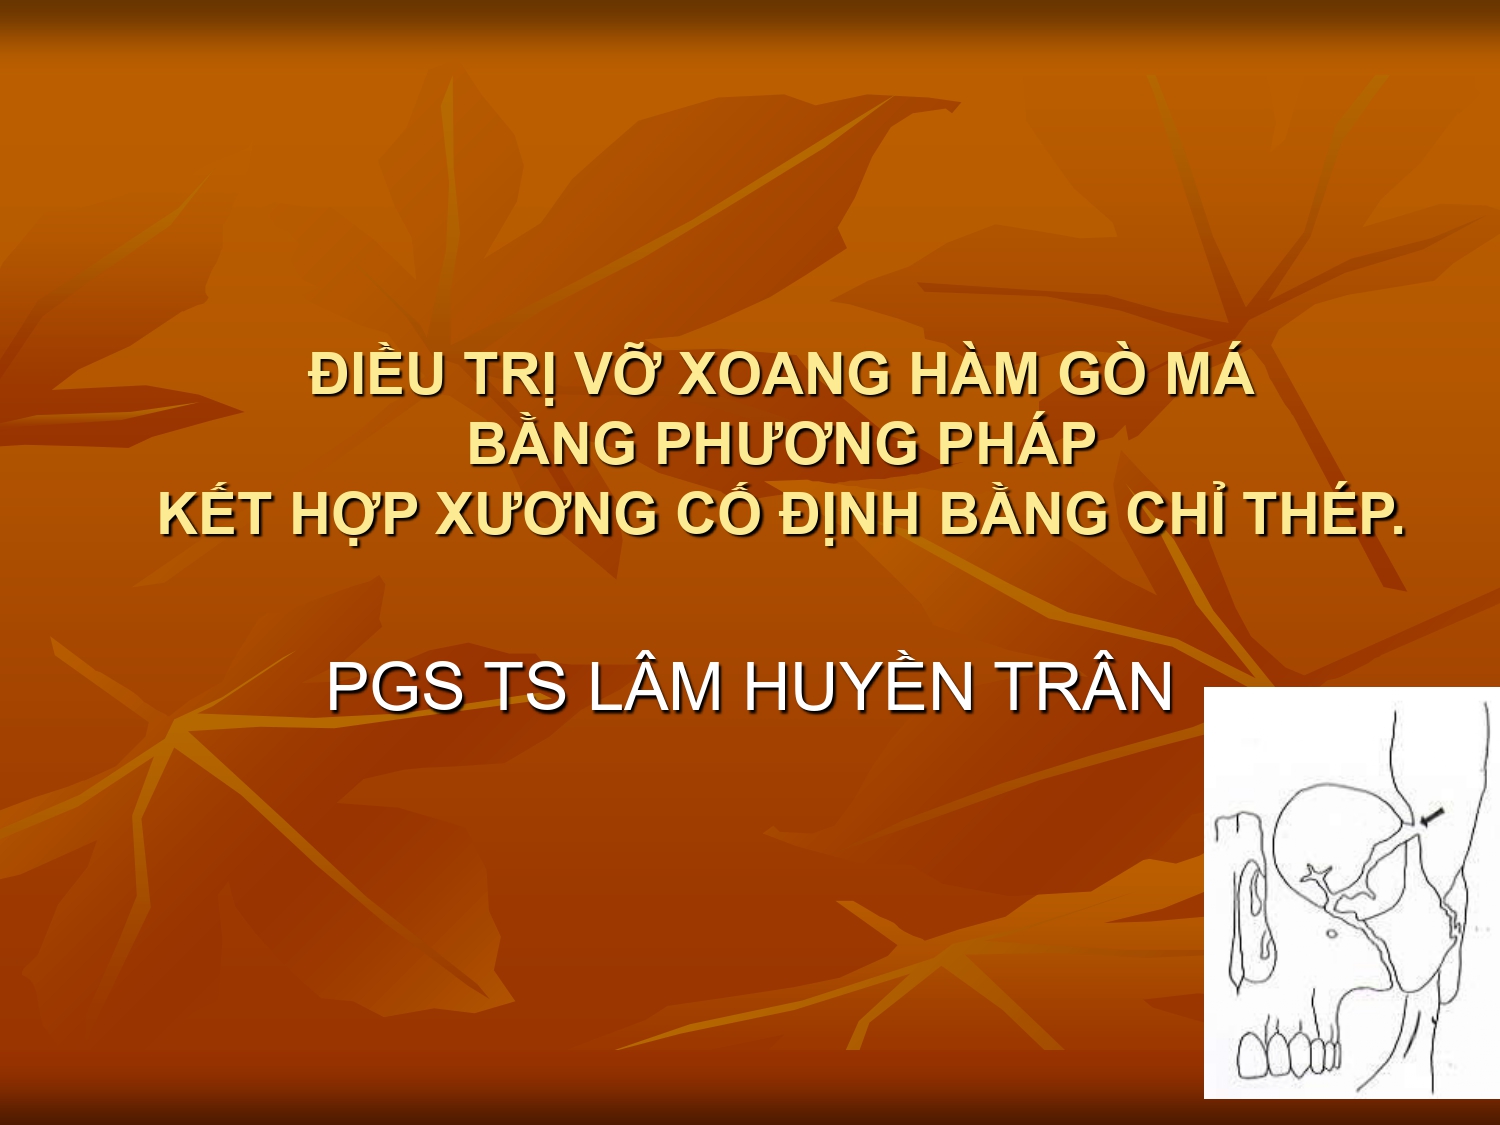 ĐIỀU TRỊ VỠ XOANG HÀM GÒ MÁ
BẰNG PHƯƠNG PHÁP
KẾT HỢP XƯƠNG CỐ ĐỊNH BẰNG CHỈ THÉP.
PGS TS LÂM HUYỀN TRÂN